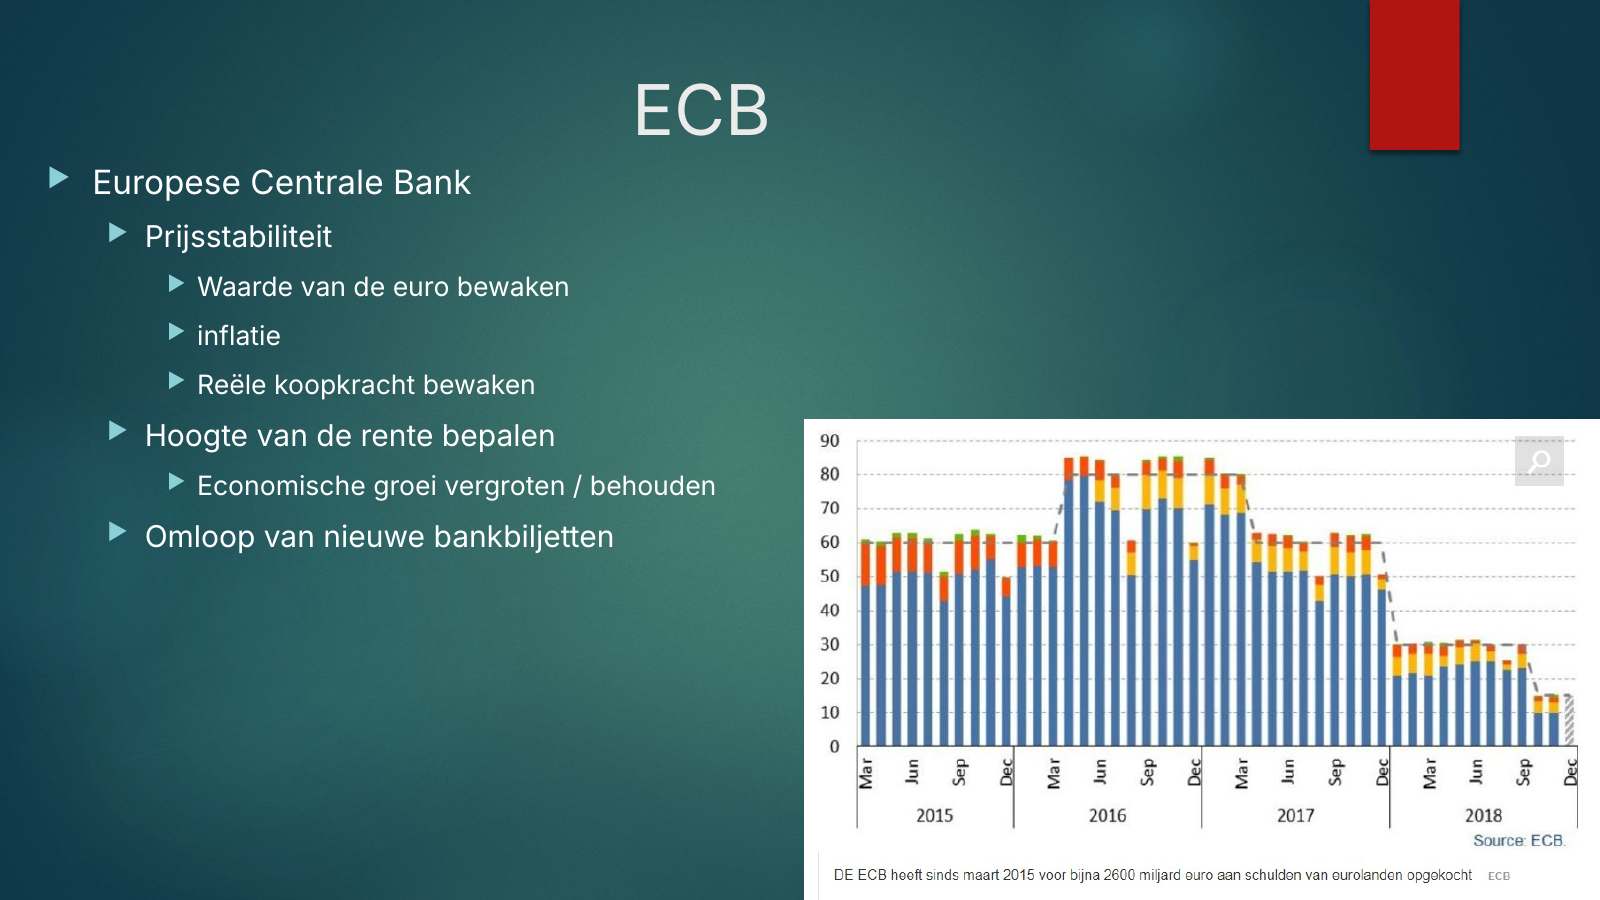 ECB
Europese Centrale Bank
Prijsstabiliteit
Waarde van de euro bewaken
inflatie
Reële koopkracht bewaken
Hoogte van de rente bepalen
Economische groei vergroten / behouden
Omloop van nieuwe bankbiljetten
90
80
70
60
50
40
30
20
10
0
Mar Jun Sep Dec Mar Jun Sep Dec Mar Jun Sep Dec Mar Jun Sep Dec
2015 2016 2017 2018
Source: ECB.
DE ECB heeft sinds maart 2015 voor bijna 2600 miljard euro aan schulden van eurolanden opgekocht ECB